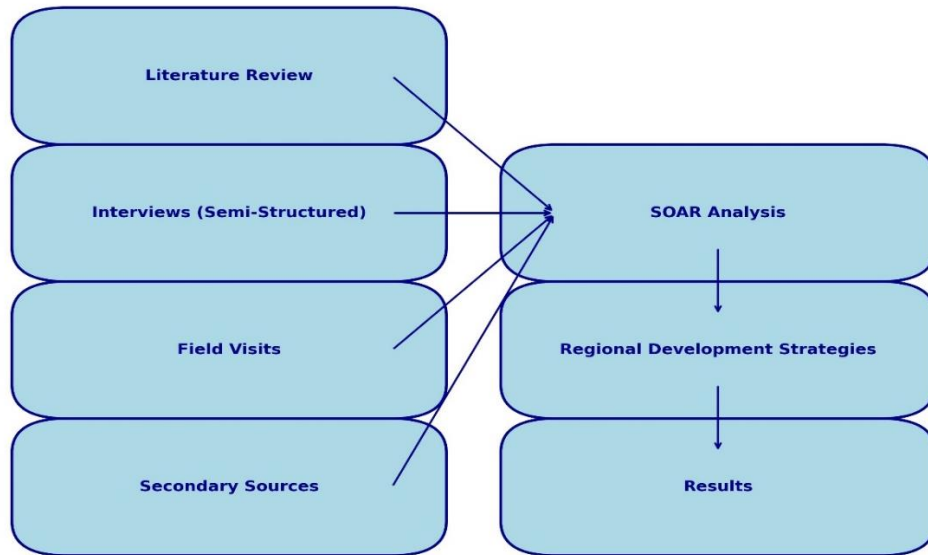 Literature Review
Interviews (Semi-Structured)
SOAR Analysis
Field Visits
Regional Development Strategies
Secondary Sources
Results